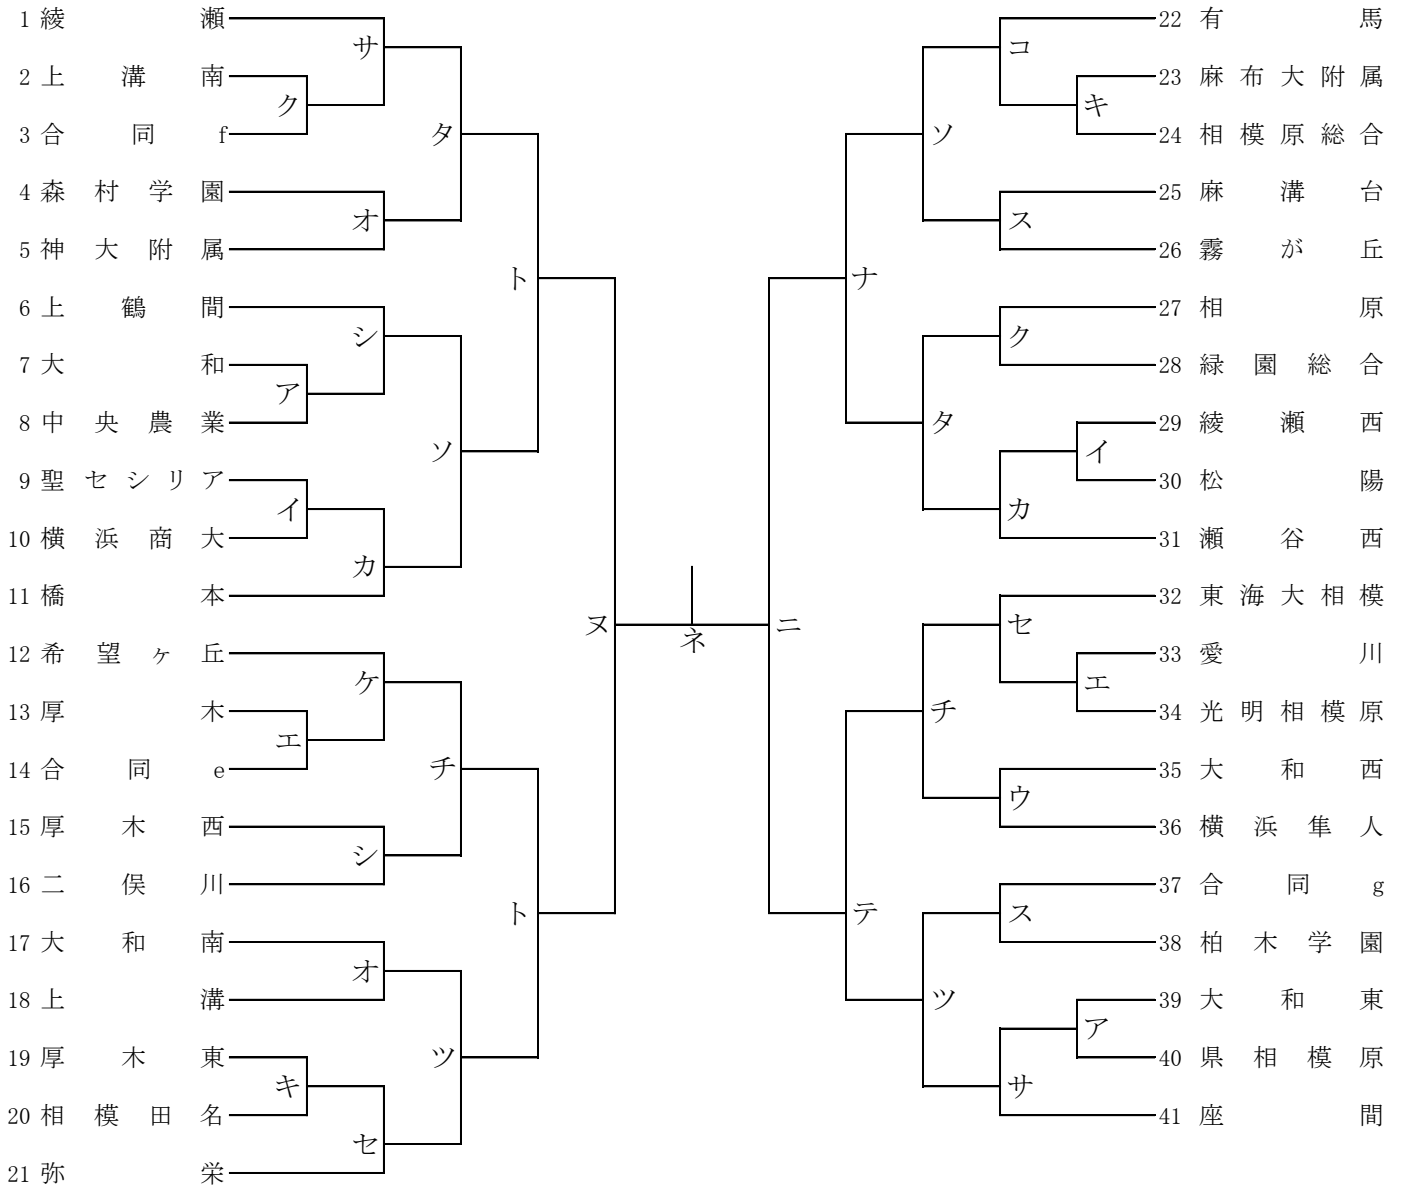 1 綾瀬
2 上溝南
3 合同f
4 森村学園
5 神大附属
6 上鶴間
7 大和
8 中央農業
9 聖セシリア
10 横浜商大
11 橋本
12 希望ヶ丘
13 厚木
14 合同e
15 厚木西
16 二俣川
17 大和南
18 上溝
19 厚木東
20 相模田名
21 弥栄
サ
ク
タ
オ
ト
シ
ア
ソ
イ
カ
ヌ
ケ
エ
チ
シ
ト
オ
ツ
キ
セ
ネ
ニ
コ
キ
ソ
ス
ナ
ク
タ
イ
カ
セ
エ
チ
ウ
テ
ス
ツ
ア
サ
22 有馬
23 麻布大附属
24 相模原総合
25 麻溝台
26 霧が丘
27 相原
28 緑園総合
29 綾瀬西
30 松陽
31 瀬谷西
32 東海大相模
33 愛川
34 光明相模原
35 大和西
36 横浜隼人
37 合同g
38 柏木学園
39 大和東
40 県相模原
41 座間